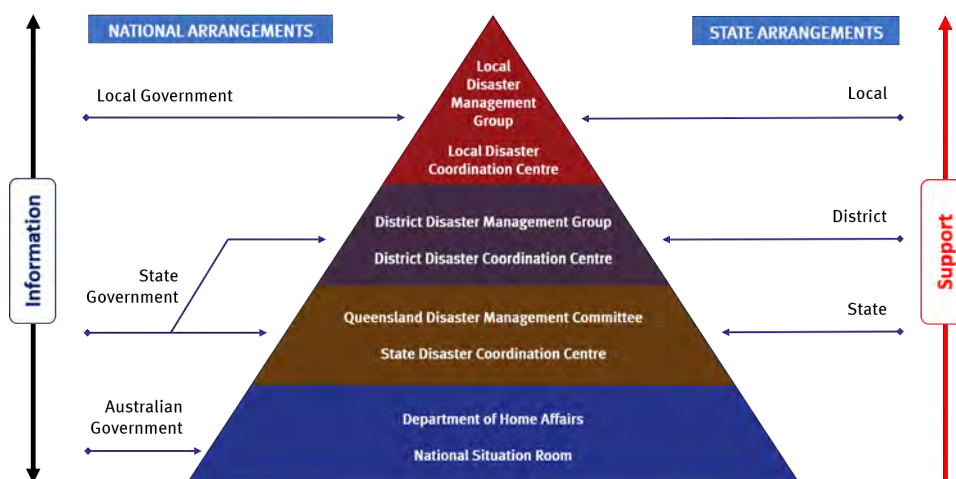 NATIONAL ARRANGEMENTS
STATE ARRANGEMENTS
Local
Disaster
Management
Group
Local Disaster
Coordination Centre
Local Government
Local
District Disaster Management Group
District Disaster Coordination Centre
District
State
Government
Queensland Disaster Management Committee
State Disaster Coordination Centre
State
Australian
Government
Department of Home Affairs
National Situation Room
Information
Support